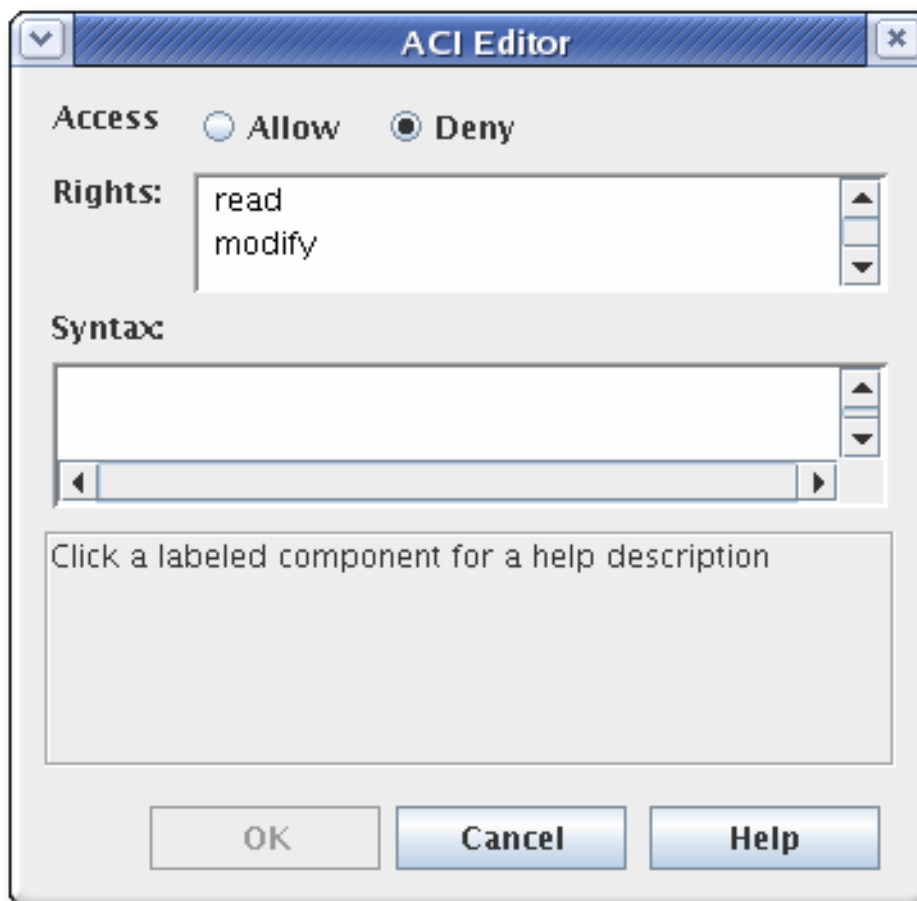 ACI Editor
Access Allow Deny
Rights: read
modify
Syntax:
Click a labeled component for a help description
OK Cancel Help